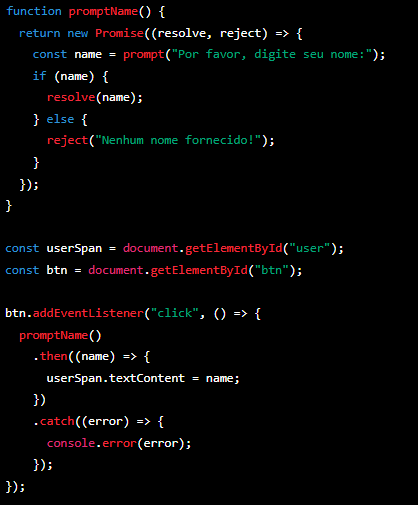 function promptName() {
  return new Promise((resolve, reject) => {
    const name = prompt("Por favor, digite seu nome:");
    if (name) {
      resolve(name);
    } else {
      reject("Nenhum nome fornecido!");
    }
  });
}

const userSpan = document.getElementById("user");
const btn = document.getElementById("btn");

btn.addEventListener("click", () => {
  promptName()
    .then((name) => {
      userSpan.textContent = name;
    })
    .catch((error) => {
      console.error(error);
    });
});